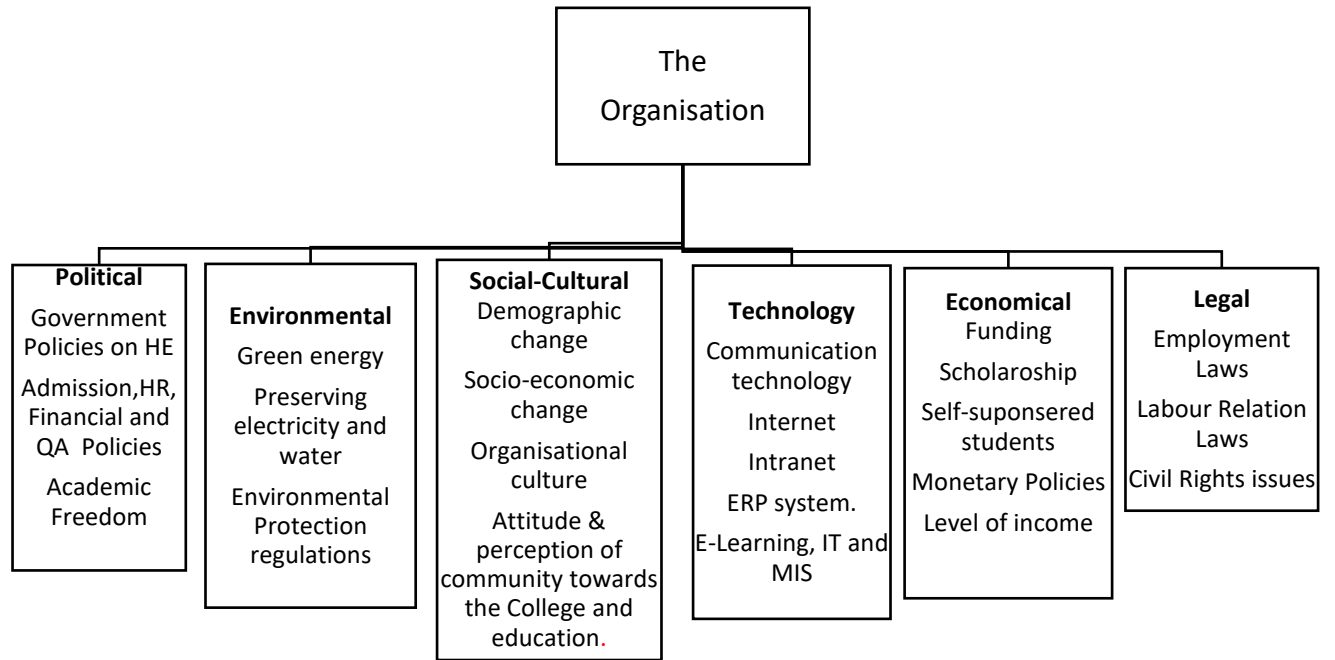 The
Organisation
Political
Government
Policies on HE
Admission,HR,
Financial and
QA Policies
Academic
Freedom
Environmental
Green energy
Preserving
electricity and
water
Environmental
Protection
regulations
Social-Cultural
Demographic
change
Socio-economic
change
Organisational
culture
Attitude &
perception of
community towards
the College and
education.
Technology
Communication
technology
Internet
Intranet
ERP system.
E-Learning, IT and
MIS
Economical
Funding
Scholaroship
Self-suponsered
students
Monetary Policies
Level of income
Legal
Employment
Laws
Labour Relation
Laws
Civil Rights issues